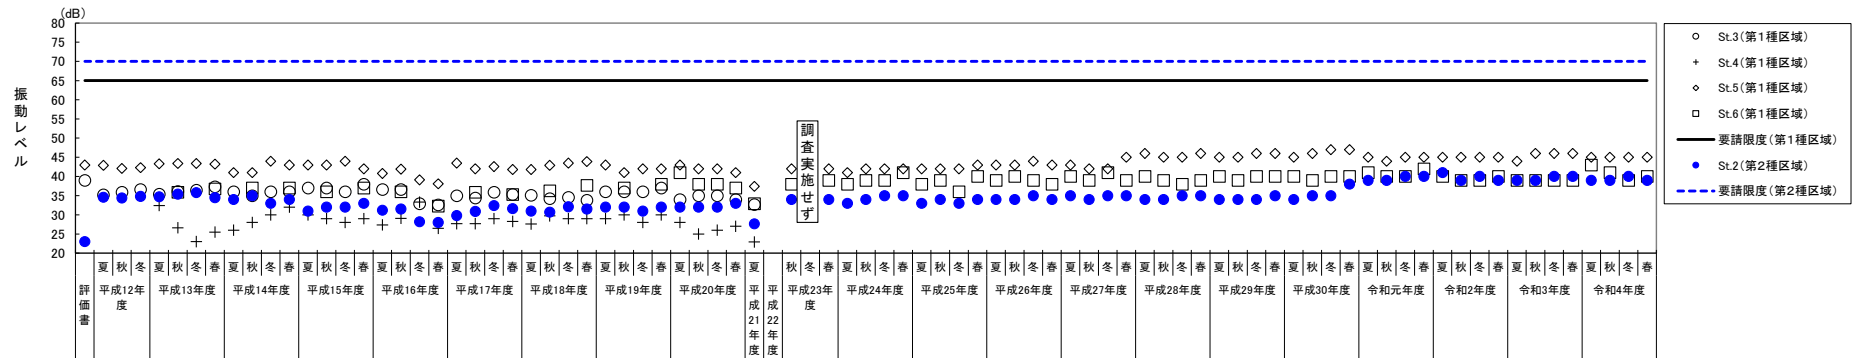 (dB)
80
75
70
65
60
55
50
45
40
35
30
25
20
振動レベル
調査実施せず
夏 秋 冬 夏 秋 冬 春 夏 秋 冬 春 夏 秋 冬 春 夏 秋 冬 春 夏 秋 冬 春 夏 秋 冬 春 夏 秋 冬 春 夏 秋 冬 春 夏 秋 冬 春 夏 秋 冬 春 夏 秋 冬 春 夏 秋 冬 春 夏 秋 冬 春 夏 秋 冬 春 夏 秋 冬 春 夏 秋 冬 春 夏 秋 冬 春 夏 秋 冬 春 夏 秋 冬 春 夏 秋 冬 春
評価書 平成12年度 平成13年度 平成14年度 平成15年度 平成16年度 平成17年度 平成18年度 平成19年度 平成20年度 平成21年度 平成22年度 平成23年度 平成24年度 平成25年度 平成26年度 平成27年度 平成28年度 平成29年度 平成30年度 令和元年度 令和2年度 令和3年度 令和4年度
St.3(第1種区域)
St.4(第1種区域)
St.5(第1種区域)
St.6(第1種区域)
要請限度(第1種区域)
St.2(第2種区域)
要請限度(第2種区域)